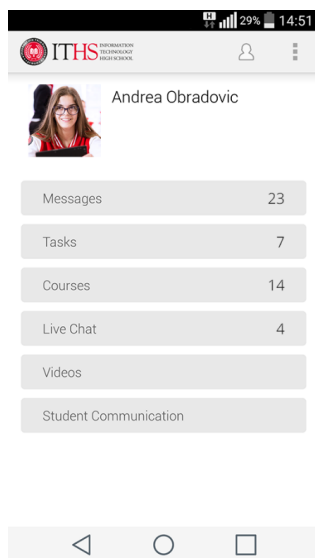 H 29% 14:51
ITHS INFORMATION
TECHNOLOGY
HIGH SCHOOL
Andrea Obradovic
Messages 23
Tasks 7
Courses 14
Live Chat 4
Videos
Student Communication